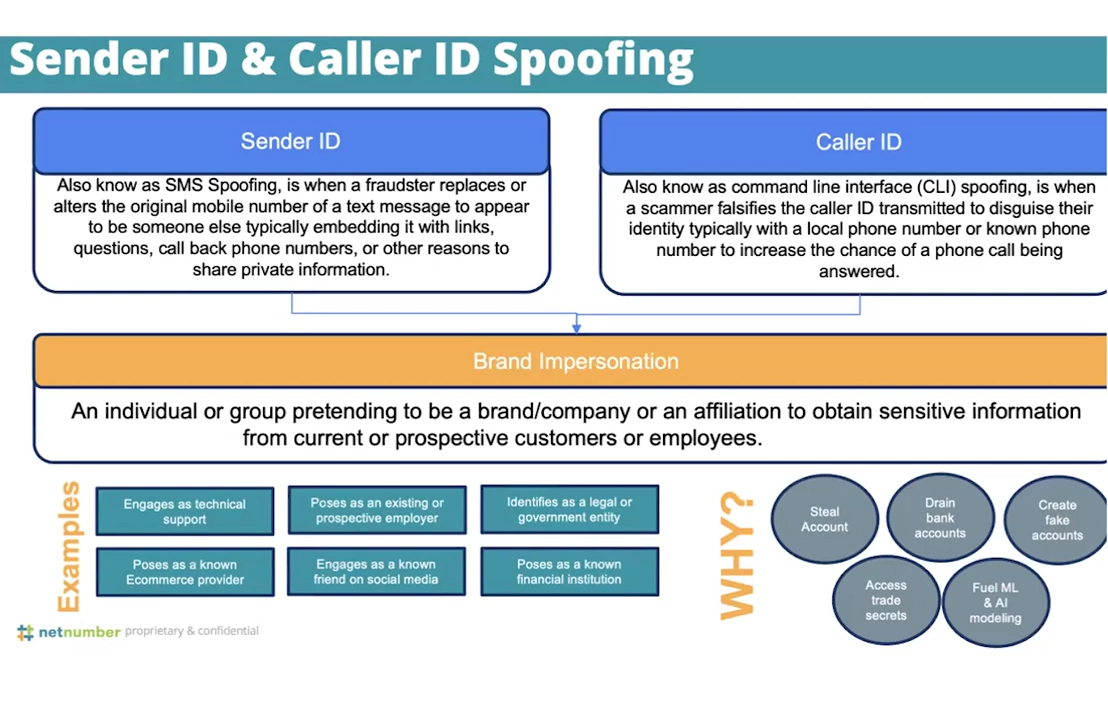 Sender ID & Caller ID Spoofing
Sender ID
Also know as SMS Spoofing, is when a fraudster replaces or
alters the original mobile number of a text message to appear
to be someone else typically embedding it with links,
questions, call back phone numbers, or other reasons to
share private information.
Caller ID
Also know as command line interface (CLI) spoofing, is when
a scammer falsifies the caller ID transmitted to disguise their
identity typically with a local phone number or known phone
number to increase the chance of a phone call being
answered.
Brand Impersonation
An individual or group pretending to be a brand/company or an affiliation to obtain sensitive information
from current or prospective customers or employees.
Examples
Engages as technical
support
Poses as an existing or
prospective employer
Identifies as a legal or
government entity
Poses as a known
Ecommerce provider
Engages as a known
friend on social media
Poses as a known
financial institution
WHY?
Steal
Account
Drain
bank
accounts
Create
fake
accounts
Access
trade
secrets
Fuel ML
& AI
modeling
netnumber proprietary & confidential